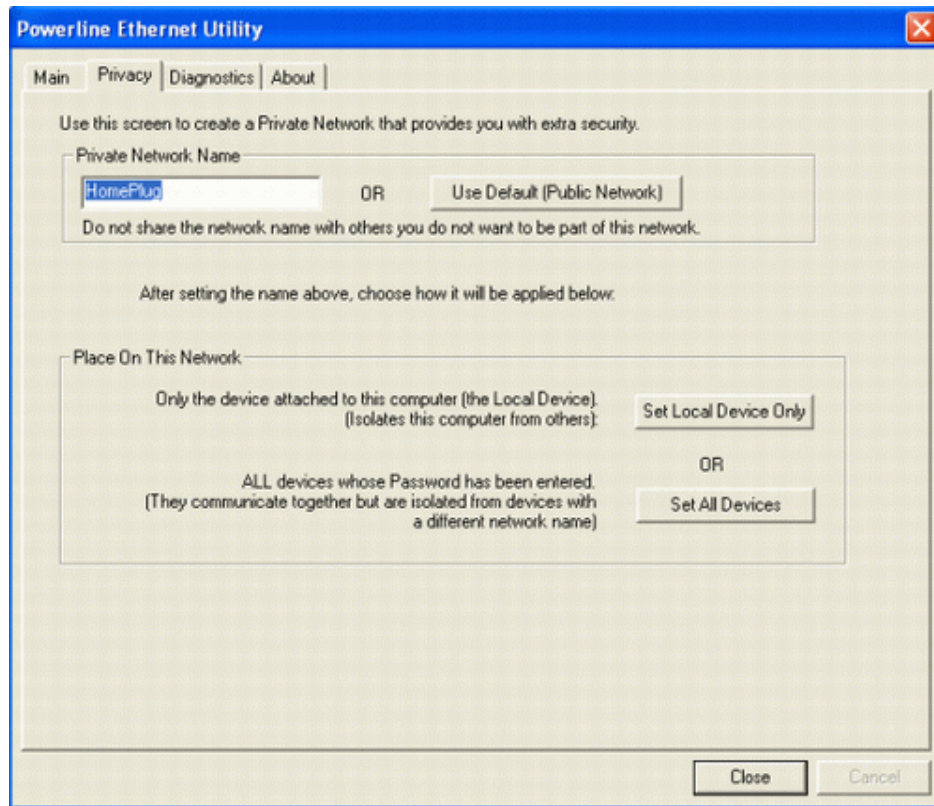 Powerline Ethernet Utility
Main Privacy Diagnostics About
Use this screen to create a Private Network that provides you with extra security.
Private Network Name
HomePlug OR Use Default (Public Network)
Do not share the network name with others you do not want to be part of this network.
After setting the name above, choose how it will be applied below:
Place On This Network
Only the device attached to this computer (the Local Device).
(Isolates this computer from others):
Set Local Device Only
OR
ALL devices whose Password has been entered.
(They communicate together but are isolated from devices with
a different network name)
Set All Devices
Close Cancel